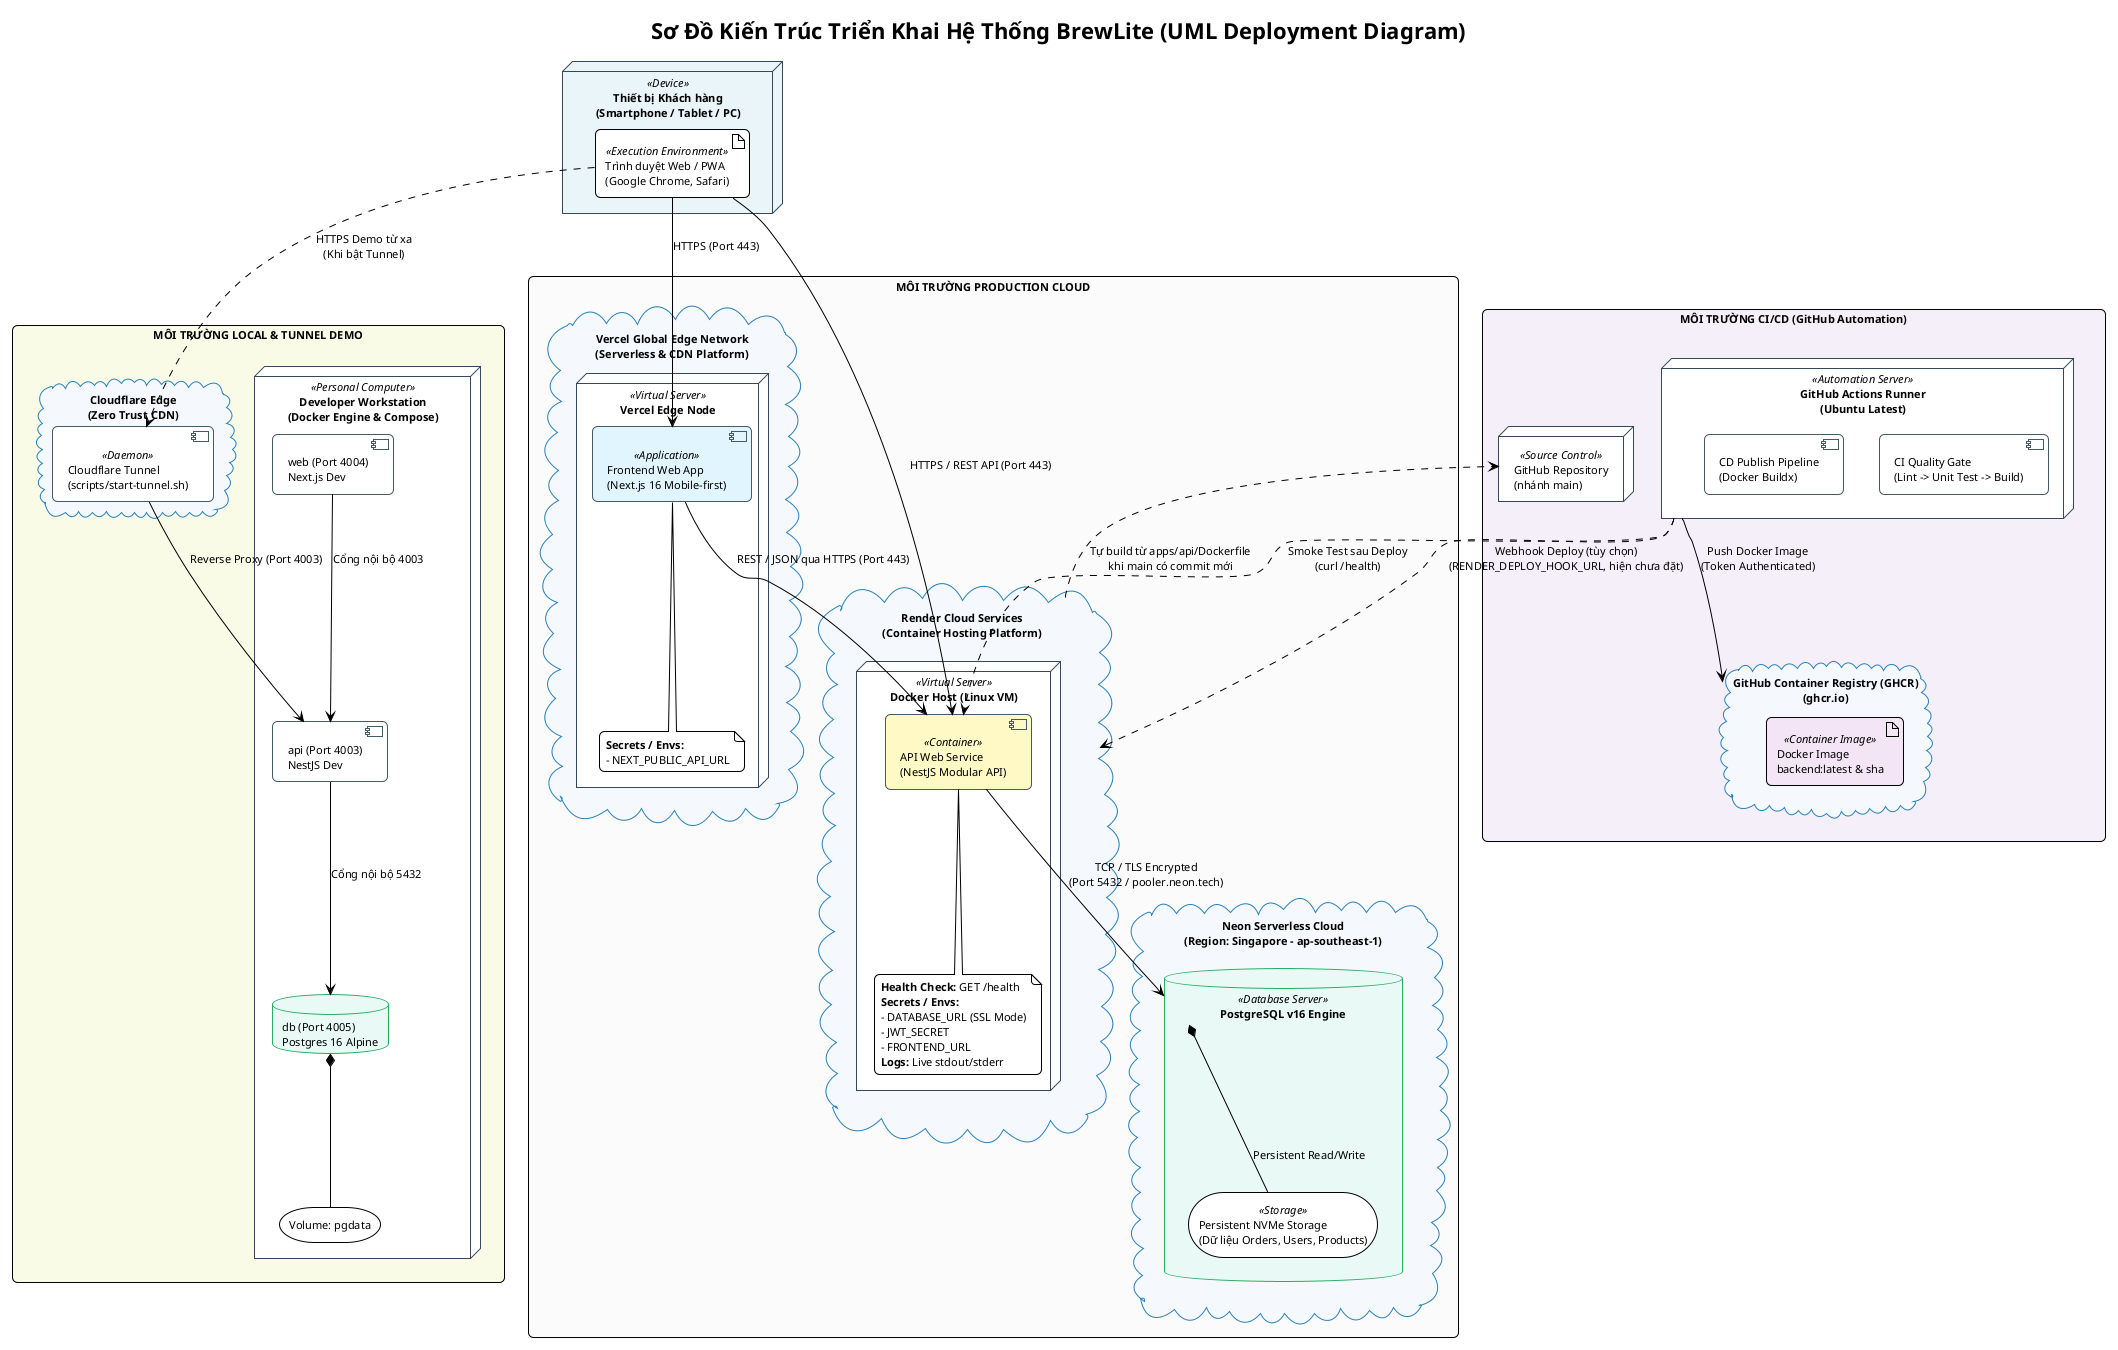 Sơ Đồ Kiến Trúc Triển Khai Hệ Thống BrewLite (UML Deployment Diagram)
«Device»
Thiết bị Khách hàng
(Smartphone / Tablet / PC)
«Execution Environment»
Trình duyệt Web / PWA
(Google Chrome, Safari)
HTTPS Demo từ xa
(Khi bật Tunnel)
HTTPS (Port 443)
HTTPS / REST API (Port 443)
MÔI TRƯỜNG LOCAL & TUNNEL DEMO
Cloudflare Edge
(Zero Trust CDN)
«Daemon»
Cloudflare Tunnel
(scripts/start-tunnel.sh)
«Personal Computer»
Developer Workstation
(Docker Engine & Compose)
web (Port 4004)
Next.js Dev
Reverse Proxy (Port 4003)
Cổng nội bộ 4003
api (Port 4003)
NestJS Dev
Cổng nội bộ 5432
db (Port 4005)
Postgres 16 Alpine
Volume: pgdata
MÔI TRƯỜNG PRODUCTION CLOUD
Vercel Global Edge Network
(Serverless & CDN Platform)
«Virtual Server»
Vercel Edge Node
«Application»
Frontend Web App
(Next.js 16 Mobile-first)
REST / JSON qua HTTPS (Port 443)
Secrets / Envs:
- NEXT_PUBLIC_API_URL
Tự build từ apps/api/Dockerfile
khi main có commit mới
Smoke Test sau Deploy
(curl /health)
Webhook Deploy (tùy chọn)
(RENDER_DEPLOY_HOOK_URL, hiện chưa đặt)
Render Cloud Services
(Container Hosting Platform)
«Virtual Server»
Docker Host (Linux VM)
«Container»
API Web Service
(NestJS Modular API)
Health Check: GET /health
Secrets / Envs:
- DATABASE_URL (SSL Mode)
- JWT_SECRET
- FRONTEND_URL
Logs: Live stdout/stderr
TCP / TLS Encrypted
(Port 5432 / pooler.neon.tech)
Neon Serverless Cloud
(Region: Singapore - ap-southeast-1)
«Database Server»
PostgreSQL v16 Engine
Persistent Read/Write
«Storage»
Persistent NVMe Storage
(Dữ liệu Orders, Users, Products)
MÔI TRƯỜNG CI/CD (GitHub Automation)
«Source Control»
GitHub Repository
(nhánh main)
«Automation Server»
GitHub Actions Runner
(Ubuntu Latest)
CD Publish Pipeline
(Docker Buildx)
CI Quality Gate
(Lint -> Unit Test -> Build)
Push Docker Image
(Token Authenticated)
GitHub Container Registry (GHCR)
(ghcr.io)
«Container Image»
Docker Image
backend:latest & sha